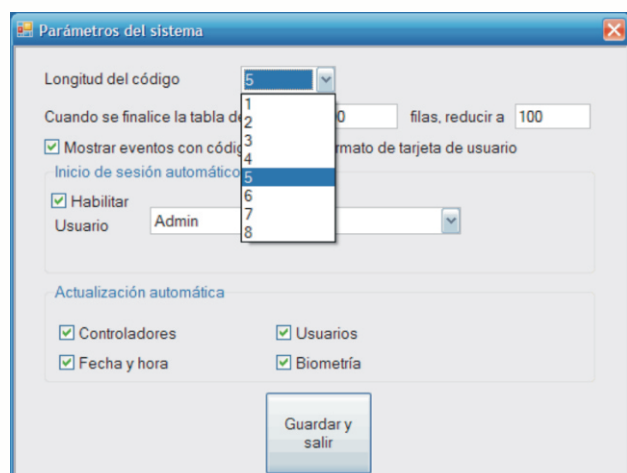 Parámetros del sistema
Longitud del código 5
1
Cuando se finalice la tabla de 0 filas, reducir a 100
2
3
Mostrar eventos con códig rmato de tarjeta de usuario
4
Inicio de sesión automático
5
Habilitar
6
Usuario Admin
7
8
Actualización automática
Controladores Usuarios
Fecha y hora Biometría
Guardar y
salir